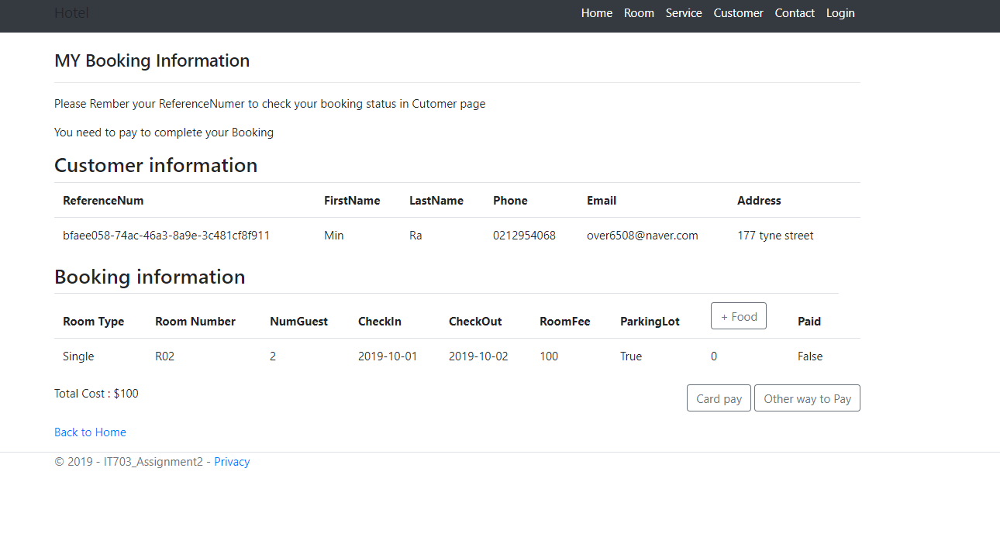 Hotel Home Room Service Customer Contact Login
MY Booking Information
Please Rember your ReferenceNumer to check your booking status in Cutomer page
You need to pay to complete your Booking
Customer information
ReferenceNum FirstName LastName Phone Email Address
bfaee058-74ac-46a3-8a9e-3c481cf8f911 Min Ra 0212954068 over6508@naver.com 177 tyne street
Booking information
Room Type Room Number NumGuest CheckIn CheckOut RoomFee ParkingLot + Food Paid
Single R02 2 2019-10-01 2019-10-02 100 True 0 False
Total Cost : $100 Card pay Other way to Pay
Back to Home
© 2019 - IT703_Assignment2 - Privacy